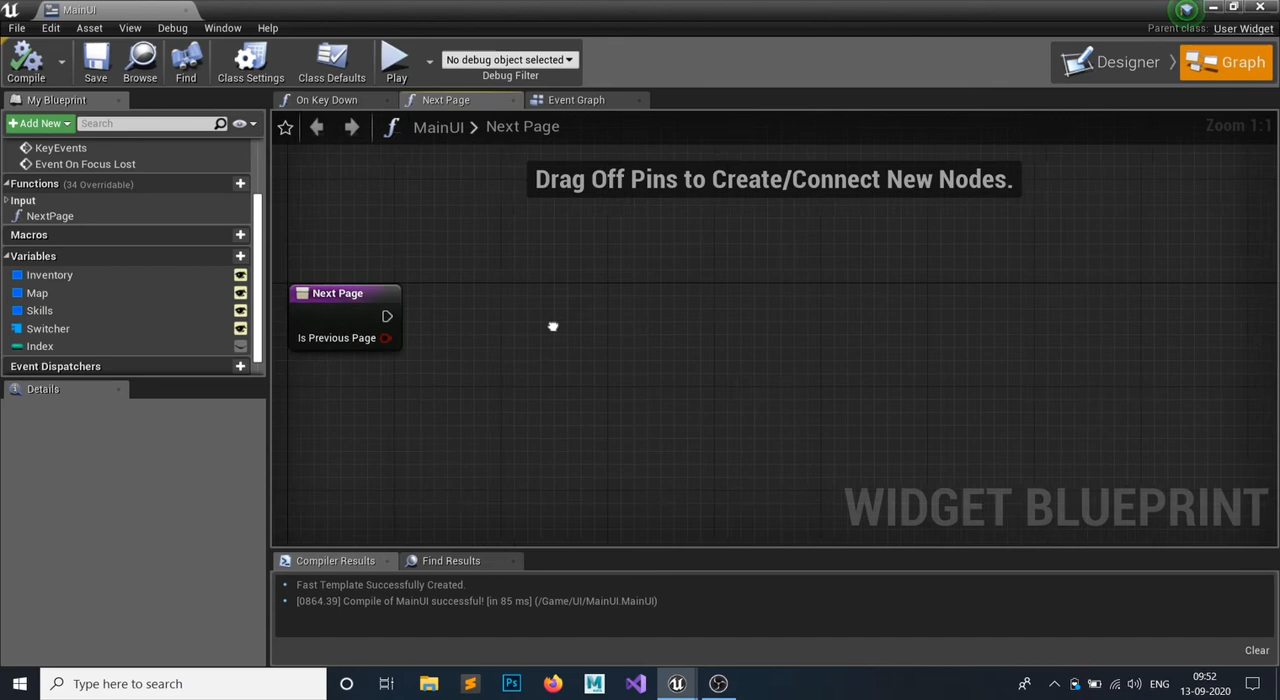 MainUI
File Edit Asset View Debug Window Help
Parent class: User Widget
Compile Save Browse Find Class Settings Class Defaults Play
No debug object selected
Debug Filter
Designer Graph
My Blueprint
On Key Down Next Page Event Graph
Add New Search
MainUI > Next Page
Zoom 1:1
KeyEvents
Event On Focus Lost
Functions (34 Overridable)
Input
NextPage
Macros
Variables
Inventory
Map
Skills
Switcher
Index
Event Dispatchers
Details
Drag Off Pins to Create/Connect New Nodes.
Next Page
Is Previous Page
WIDGET BLUEPRINT
Compiler Results Find Results
Fast Template Successfully Created.
[0864.39] Compile of MainUI successful! [in 85 ms] (/Game/UI/MainUI.MainUI)
Clear
Type here to search
ENG
09:52
13-09-2020